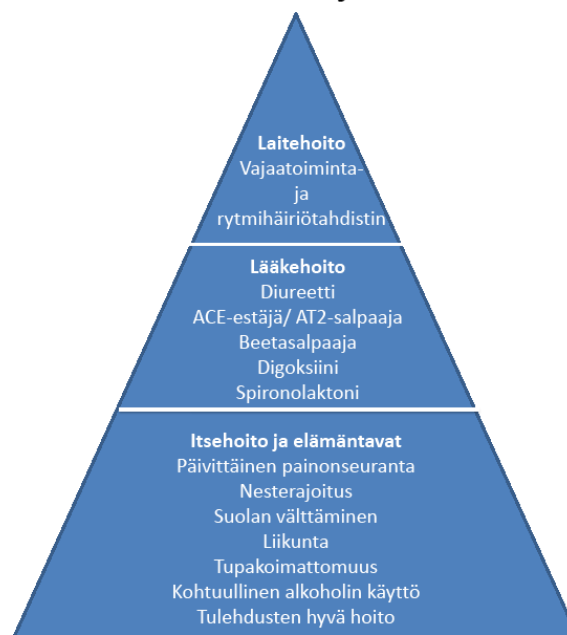 Laitehoito
Vajaatoiminta-
ja
rytmihäiriötahdistin
Lääkehoito
Diureetti
ACE-estäjä/ AT2-salpaaja
Beetasalpaaja
Digoksiini
Spironolaktoni
Itsehoito ja elämäntavat
Päivittäinen painonseuranta
Nesterajoitus
Suolan välttäminen
Liikunta
Tupakoimattomuus
Kohtuullinen alkoholin käyttö
Tulehdusten hyvä hoito